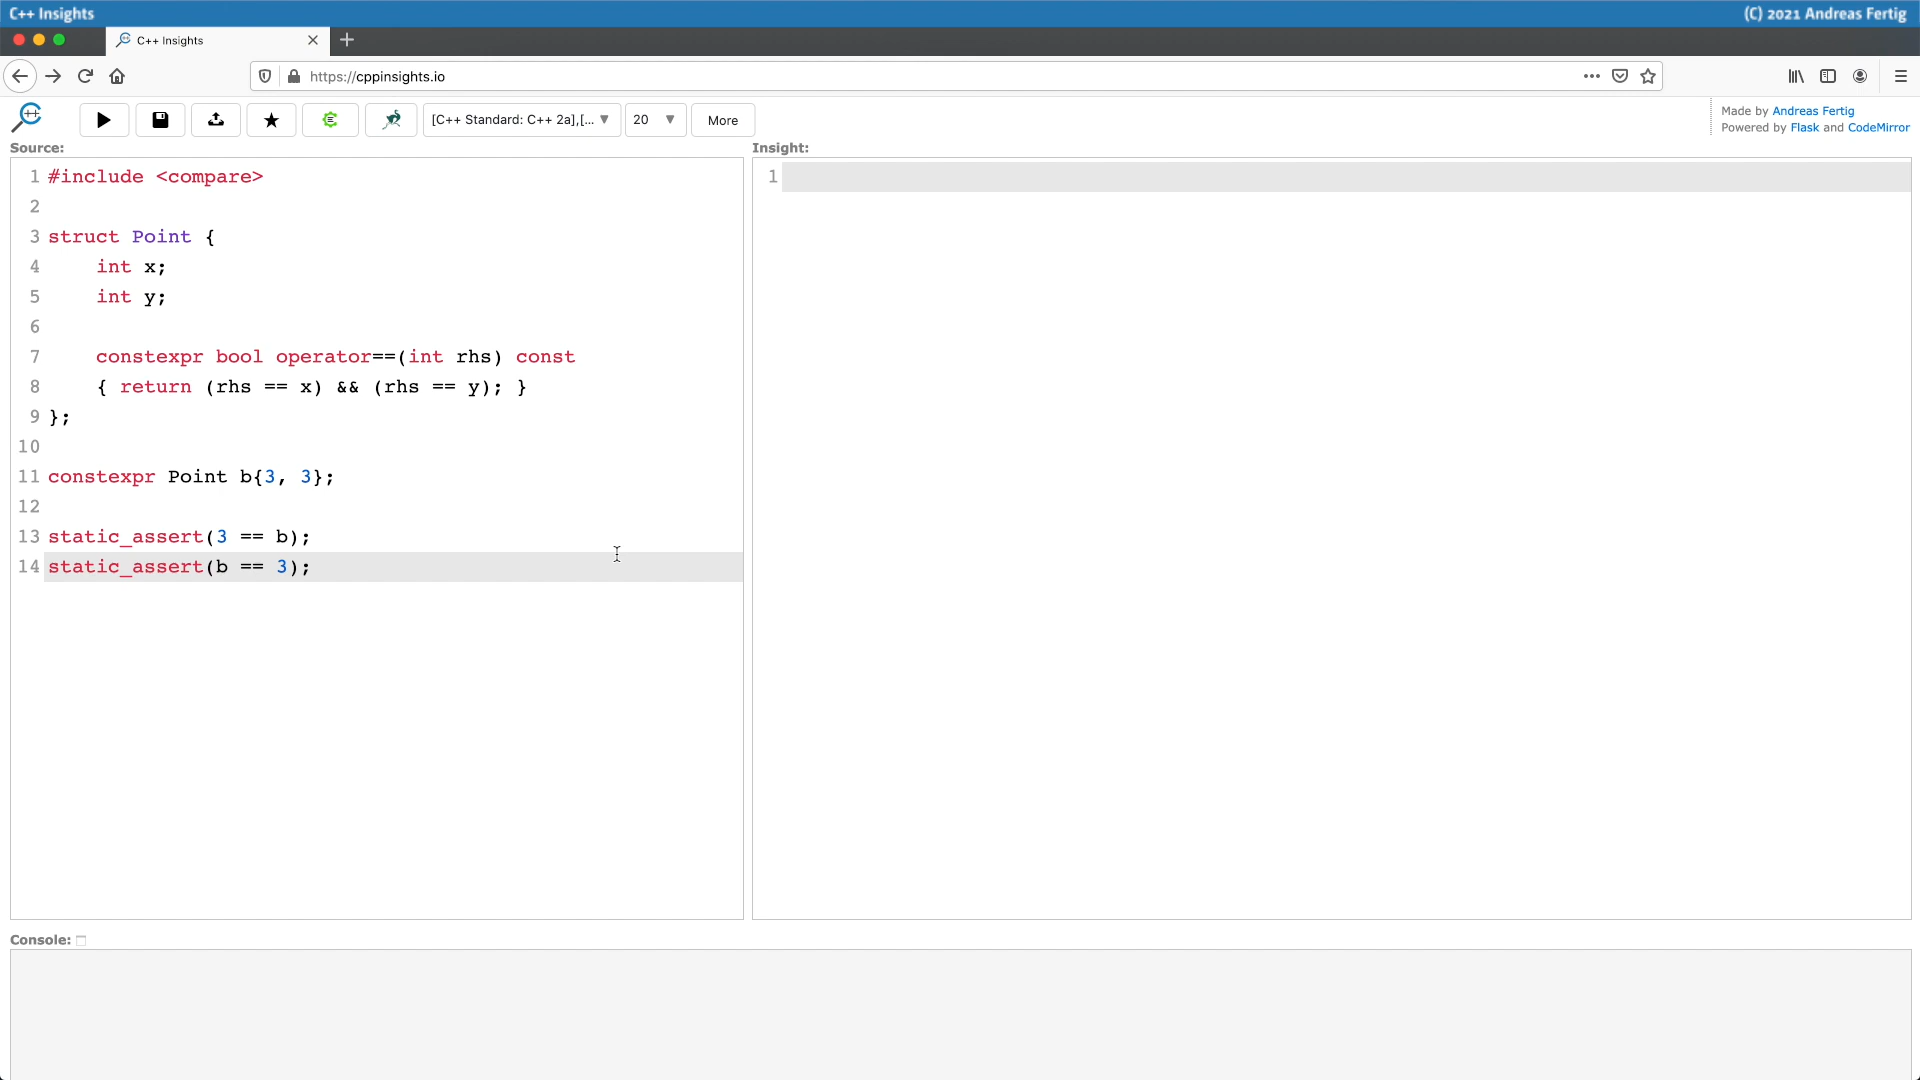 C++ Insights
(C) 2021 Andreas Fertig
C++ Insights
https://cppinsights.io
[C++ Standard: C++ 2a],[...
20
More
Made by Andreas Fertig
Powered by Flask and CodeMirror
Source:
Insight:
1 #include <compare>
2
3 struct Point {
4     int x;
5     int y;
6
7     constexpr bool operator==(int rhs) const
8     { return (rhs == x) && (rhs == y); }
9 };
10
11 constexpr Point b{3, 3};
12
13 static_assert(3 == b);
14 static_assert(b == 3);
1
Console: